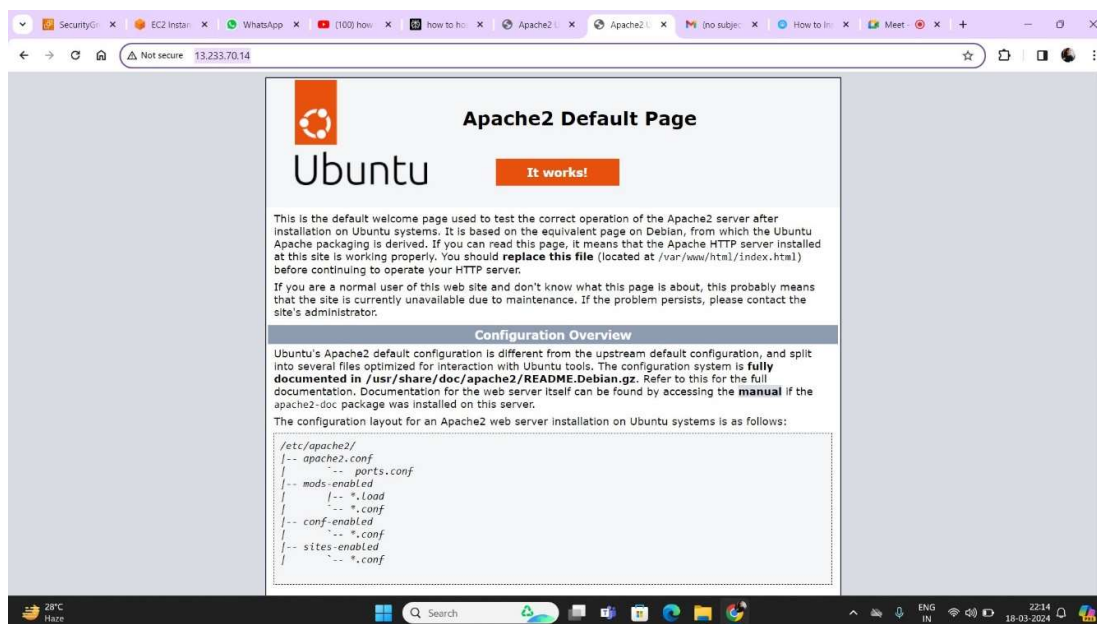 SecurityGr
EC2 Instan
WhatsApp
(100) how
how to ho
Apache2 U
Apache2 U
(no subjec
How to In
Meet -
Not secure 13.233.70.14
Ubuntu
Apache2 Default Page
It works!
This is the default welcome page used to test the correct operation of the Apache2 server after
installation on Ubuntu systems. It is based on the equivalent page on Debian, from which the Ubuntu
Apache packaging is derived. If you can read this page, it means that the Apache HTTP server installed
at this site is working properly. You should replace this file (located at /var/www/html/index.html)
before continuing to operate your HTTP server.
If you are a normal user of this web site and don't know what this page is about, this probably means
that the site is currently unavailable due to maintenance. If the problem persists, please contact the
site's administrator.
Configuration Overview
Ubuntu's Apache2 default configuration is different from the upstream default configuration, and split
into several files optimized for interaction with Ubuntu tools. The configuration system is fully
documented in /usr/share/doc/apache2/README.Debian.gz. Refer to this for the full
documentation. Documentation for the web server itself can be found by accessing the manual if the
apache2-doc package was installed on this server.
The configuration layout for an Apache2 web server installation on Ubuntu systems is as follows:
/etc/apache2/
|-- apache2.conf
|       `--  ports.conf
|-- mods-enabled
|       |-- *.load
|       `-- *.conf
|-- conf-enabled
|       `-- *.conf
|-- sites-enabled
|       `-- *.conf
28°C
Haze
Search
ENG
IN
22:14
18-03-2024